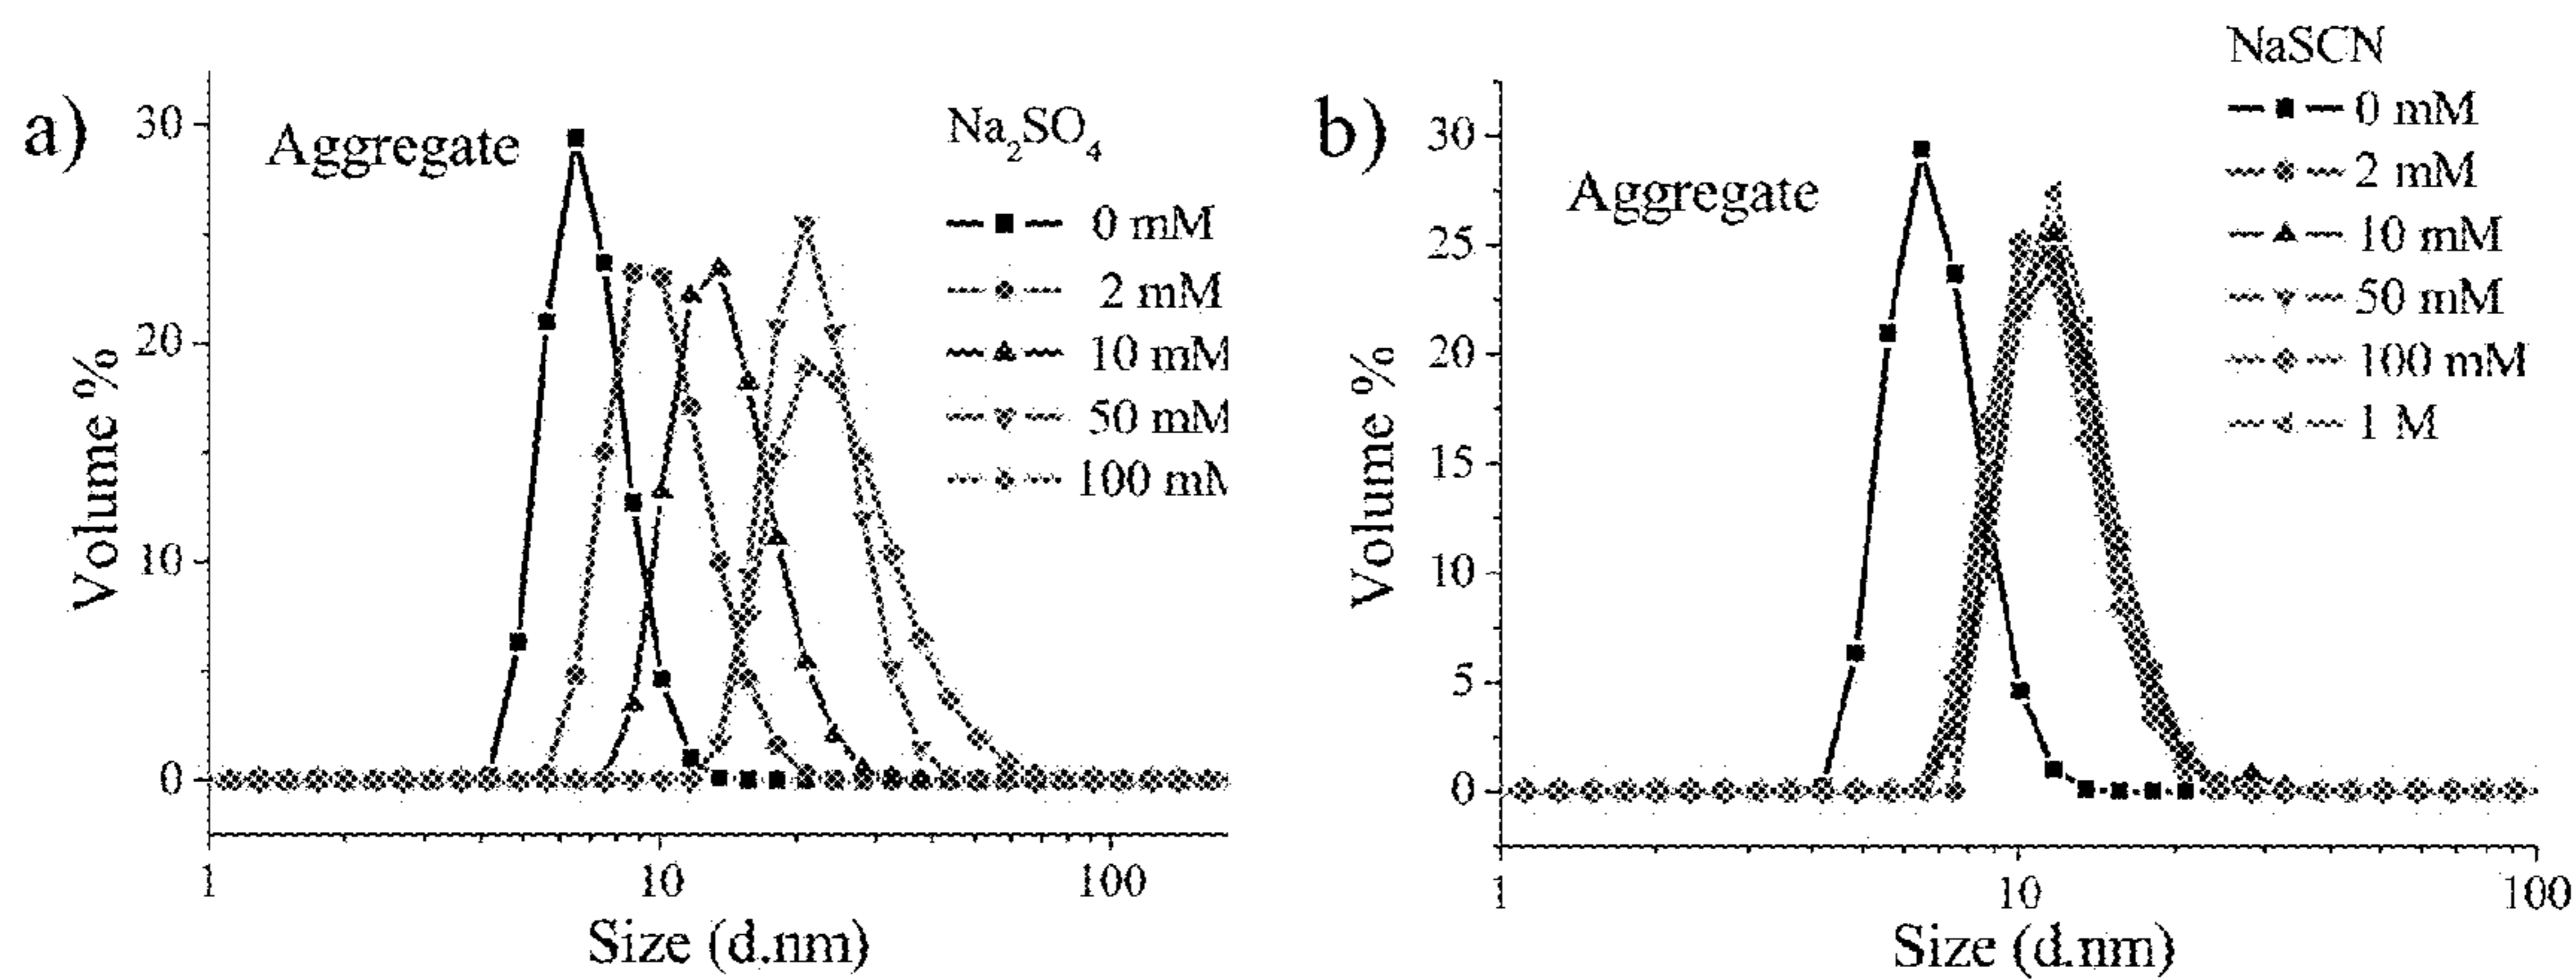 a)
Aggregate
Na₂SO₄
0 mM
2 mM
10 mM
50 mM
100 mM
30
20
10
0
Volume %
1
10
100
Size (d.nm)
b)
Aggregate
NaSCN
0 mM
2 mM
10 mM
50 mM
100 mM
1 M
30
25
20
15
10
5
0
Volume %
1
10
100
Size (d.nm)